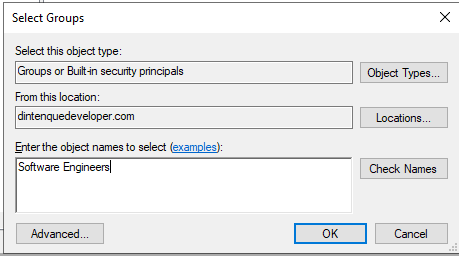 Select Groups
Select this object type:
Groups or Built-in security principals
Object Types...
From this location:
dintenquedeveloper.com
Locations...
Enter the object names to select (examples):
Software Engineers
Check Names
Advanced...
OK
Cancel